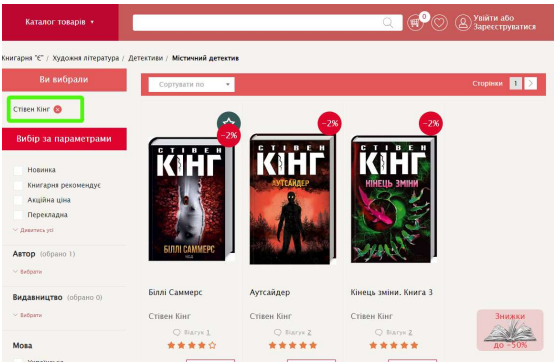 Каталог товарів
0
Увійти або
Зареєструватися
Книгарня "Є" / Художня література / Детективи / Містичний детектив
Ви вибрали
Сортувати по
Сторінки 1
Стівен Кінг
Вибір за параметрами
Новинка
Книгарня рекомендує
Акційна ціна
Перекладна
Дивитись усі
Автор (обрано 1)
Вибрати
Видавництво (обрано 0)
Вибрати
Мова
Українська
-2%
СТІВЕН
КІНГ
БІЛЛІ САММЕРС
Біллі Саммерс
Стівен Кінг
Відгук 1
-2%
СТІВЕН
КІНГ
АУТСАЙДЕР
Аутсайдер
Стівен Кінг
Відгук 2
-2%
СТІВЕН
КІНГ
КІНЕЦЬ ЗМІНИ
Кінець зміни. Книга 3
Стівен Кінг
Відгук 2
Знижки
до -50%